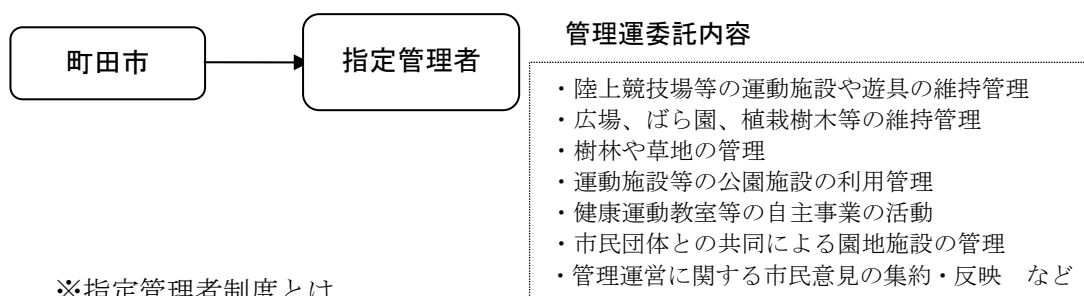 町田市
指定管理者
管理運委託内容
・陸上競技場等の運動施設や遊具の維持管理
・広場、ばら園、植栽樹木等の維持管理
・樹林や草地の管理
・運動施設等の公園施設の利用管理
・健康運動教室等の自主事業の活動
・市民団体との共同による園地施設の管理
・管理運営に関する市民意見の集約・反映　など
※指定管理者制度とは